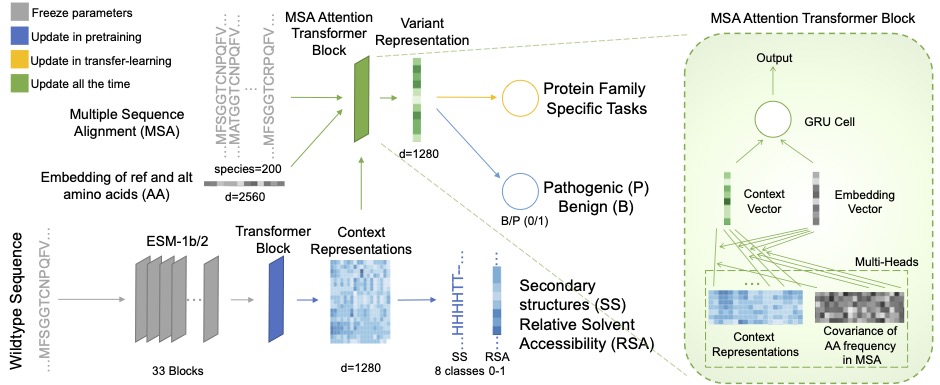 Freeze parameters
Update in pretraining
Update in transfer-learning
Update all the time
Multiple Sequence
Alignment (MSA)
...MFSGGTCNPQFV...
...MATGGTCNPQFV...
...
...MFSGGTCRPQFV...
species=200
Embedding of ref and alt
amino acids (AA)
d=2560
MSA Attention
Transformer
Block
Variant
Representation
d=1280
Protein Family
Specific Tasks
Pathogenic (P)
Benign (B)
B/P (0/1)
Wildtype Sequence
...MFSGGTCNPQFV...
ESM-1b/2
...
33 Blocks
Transformer
Block
Context
Representations
d=1280
...HHHHTT...
SS
8 classes
RSA
0-1
Secondary
structures (SS)
Relative Solvent
Accessibility (RSA)
MSA Attention Transformer Block
Output
GRU Cell
Context
Vector
Embedding
Vector
Multi-Heads
...
Context
Representations
Covariance of
AA frequency
in MSA